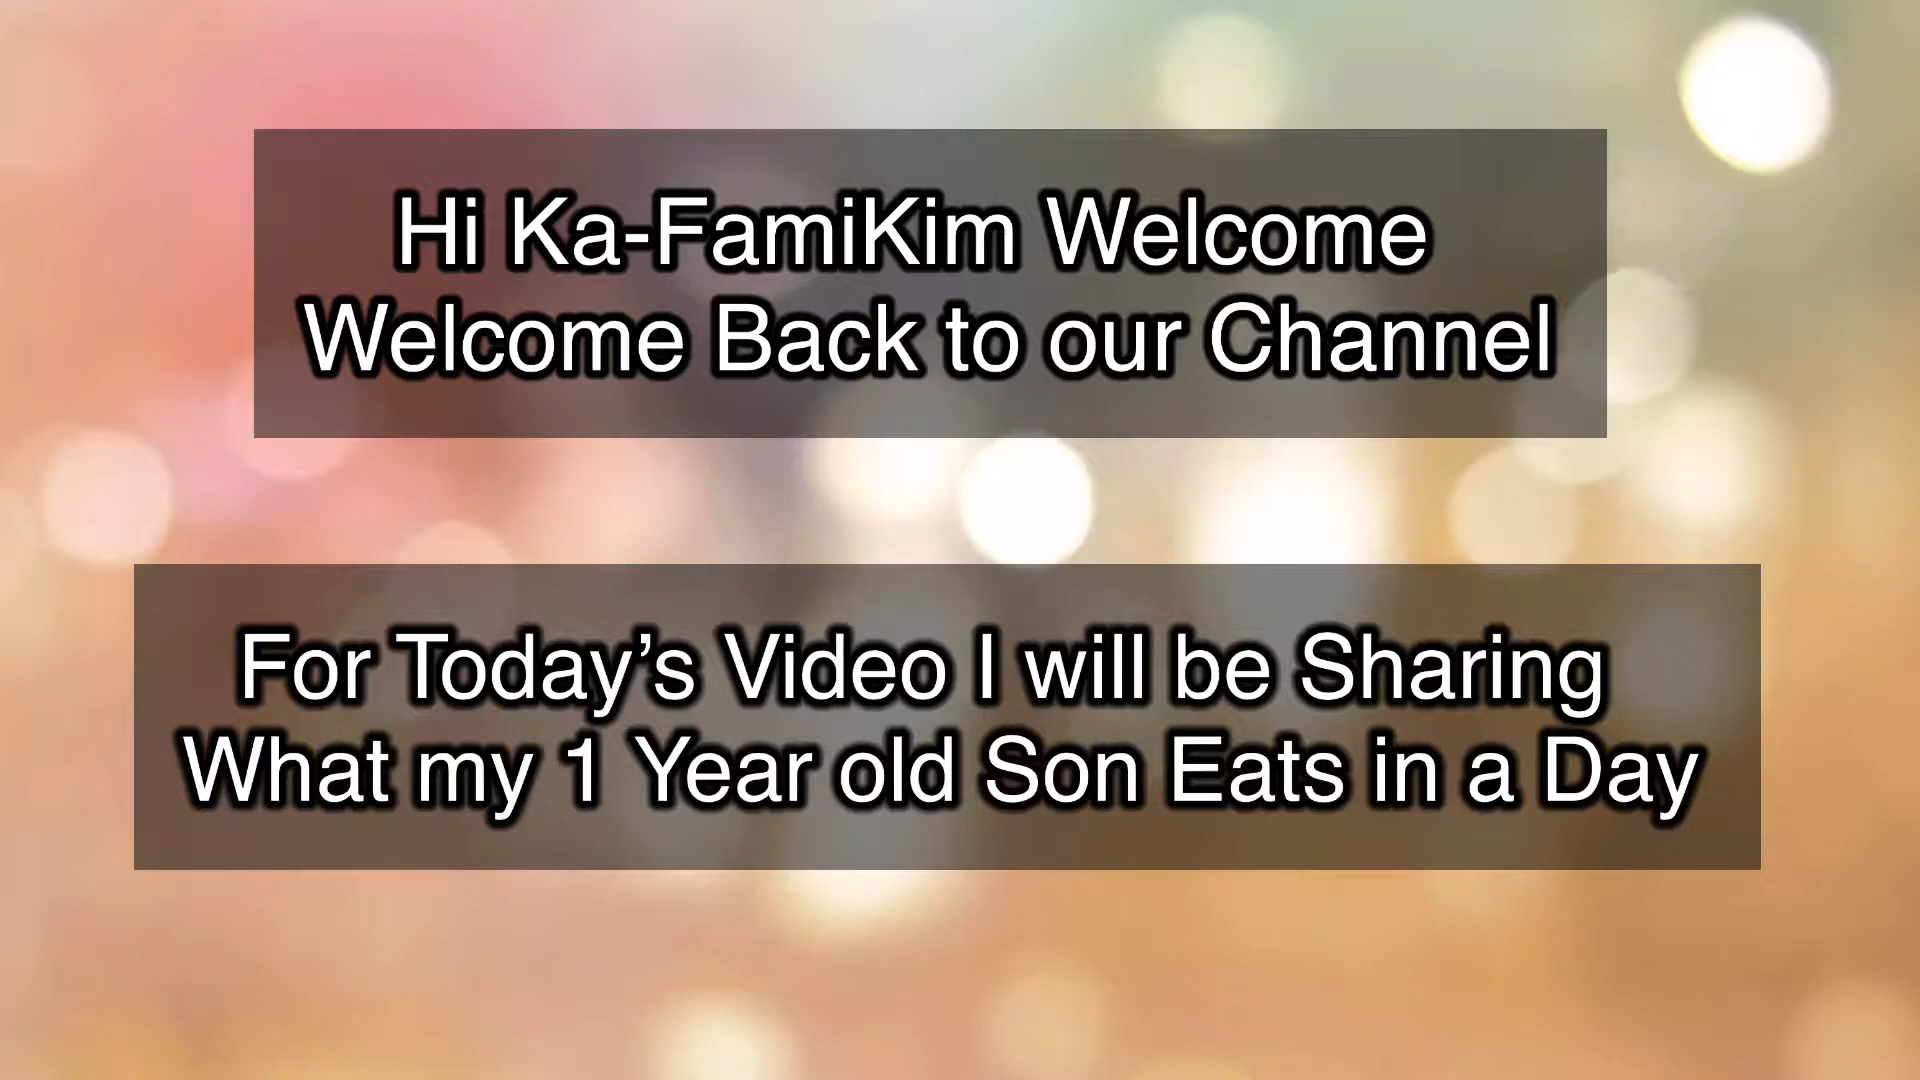 Hi Ka-FamiKim Welcome
Welcome Back to our Channel
For Today’s Video I will be Sharing
What my 1 Year old Son Eats in a Day